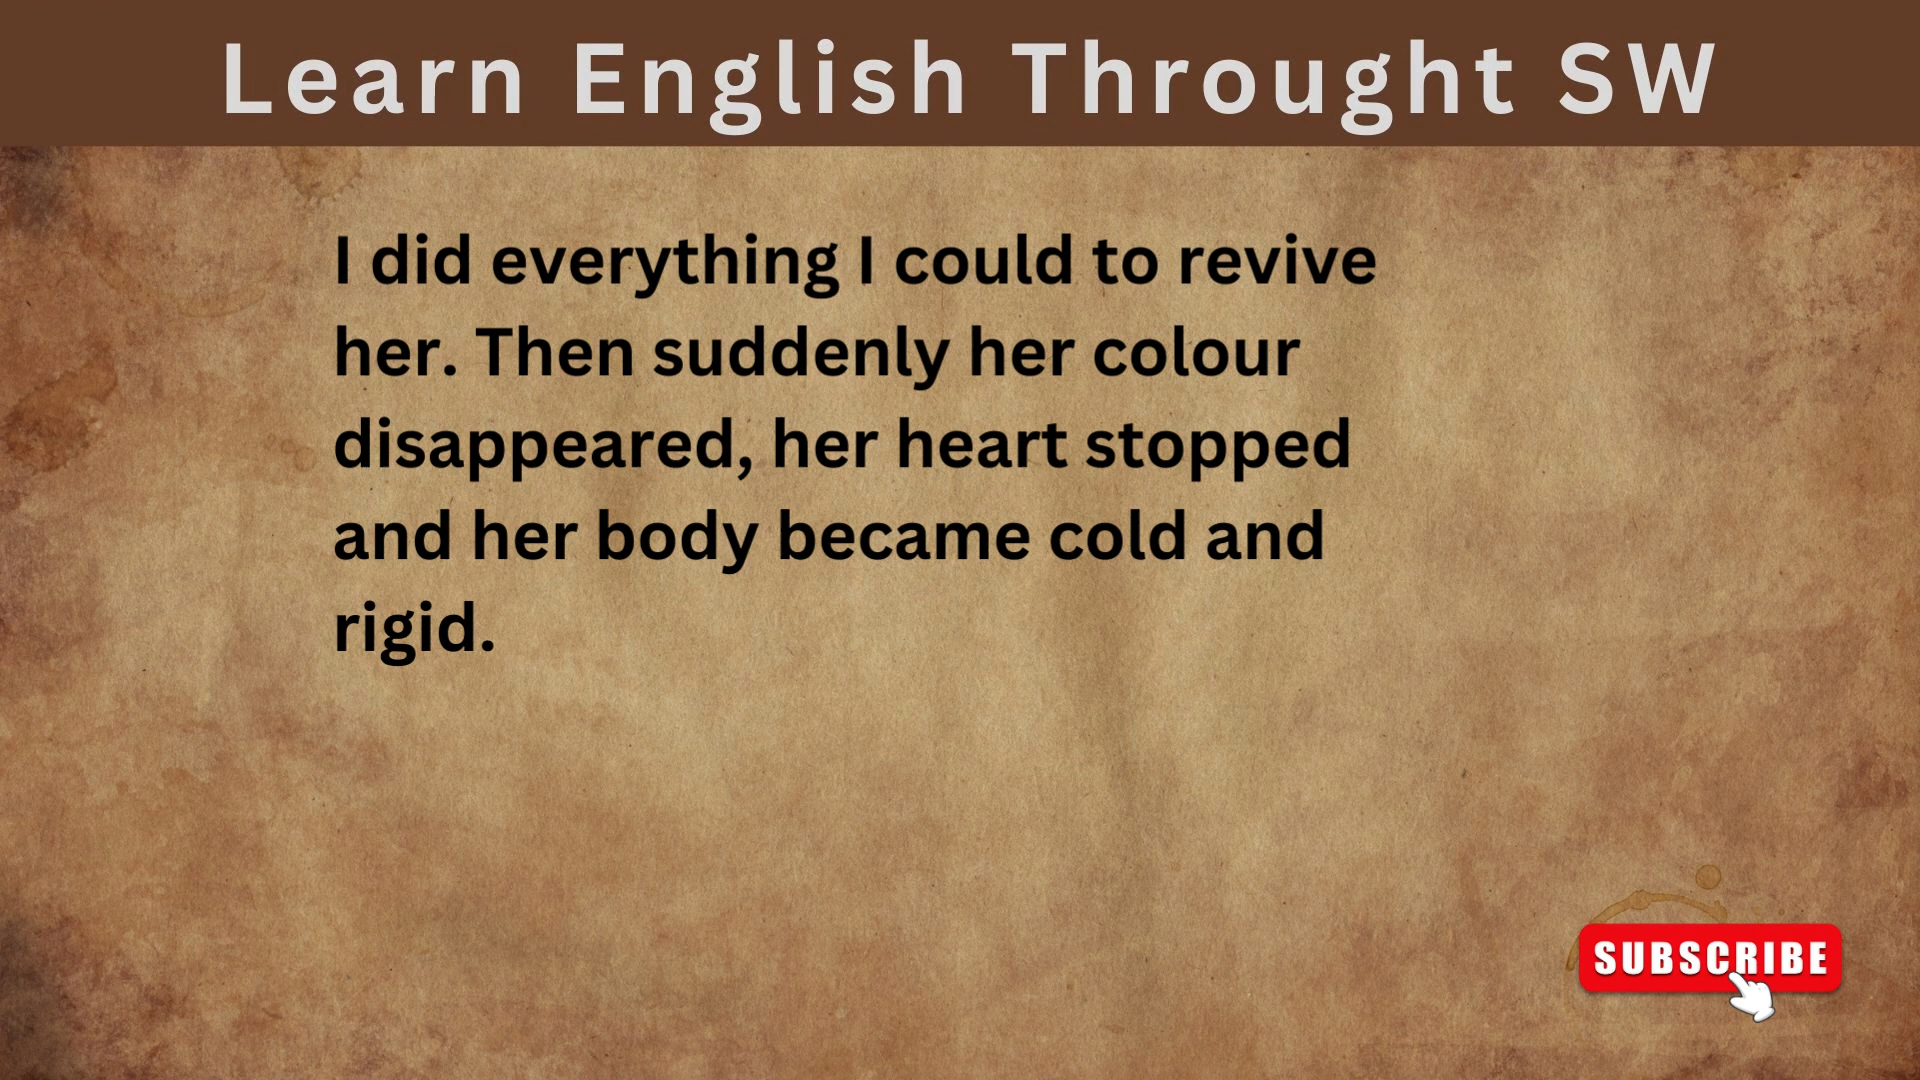 Learn English Throught SW
I did everything I could to revive
her. Then suddenly her colour
disappeared, her heart stopped
and her body became cold and
rigid.
SUBSCRIBE